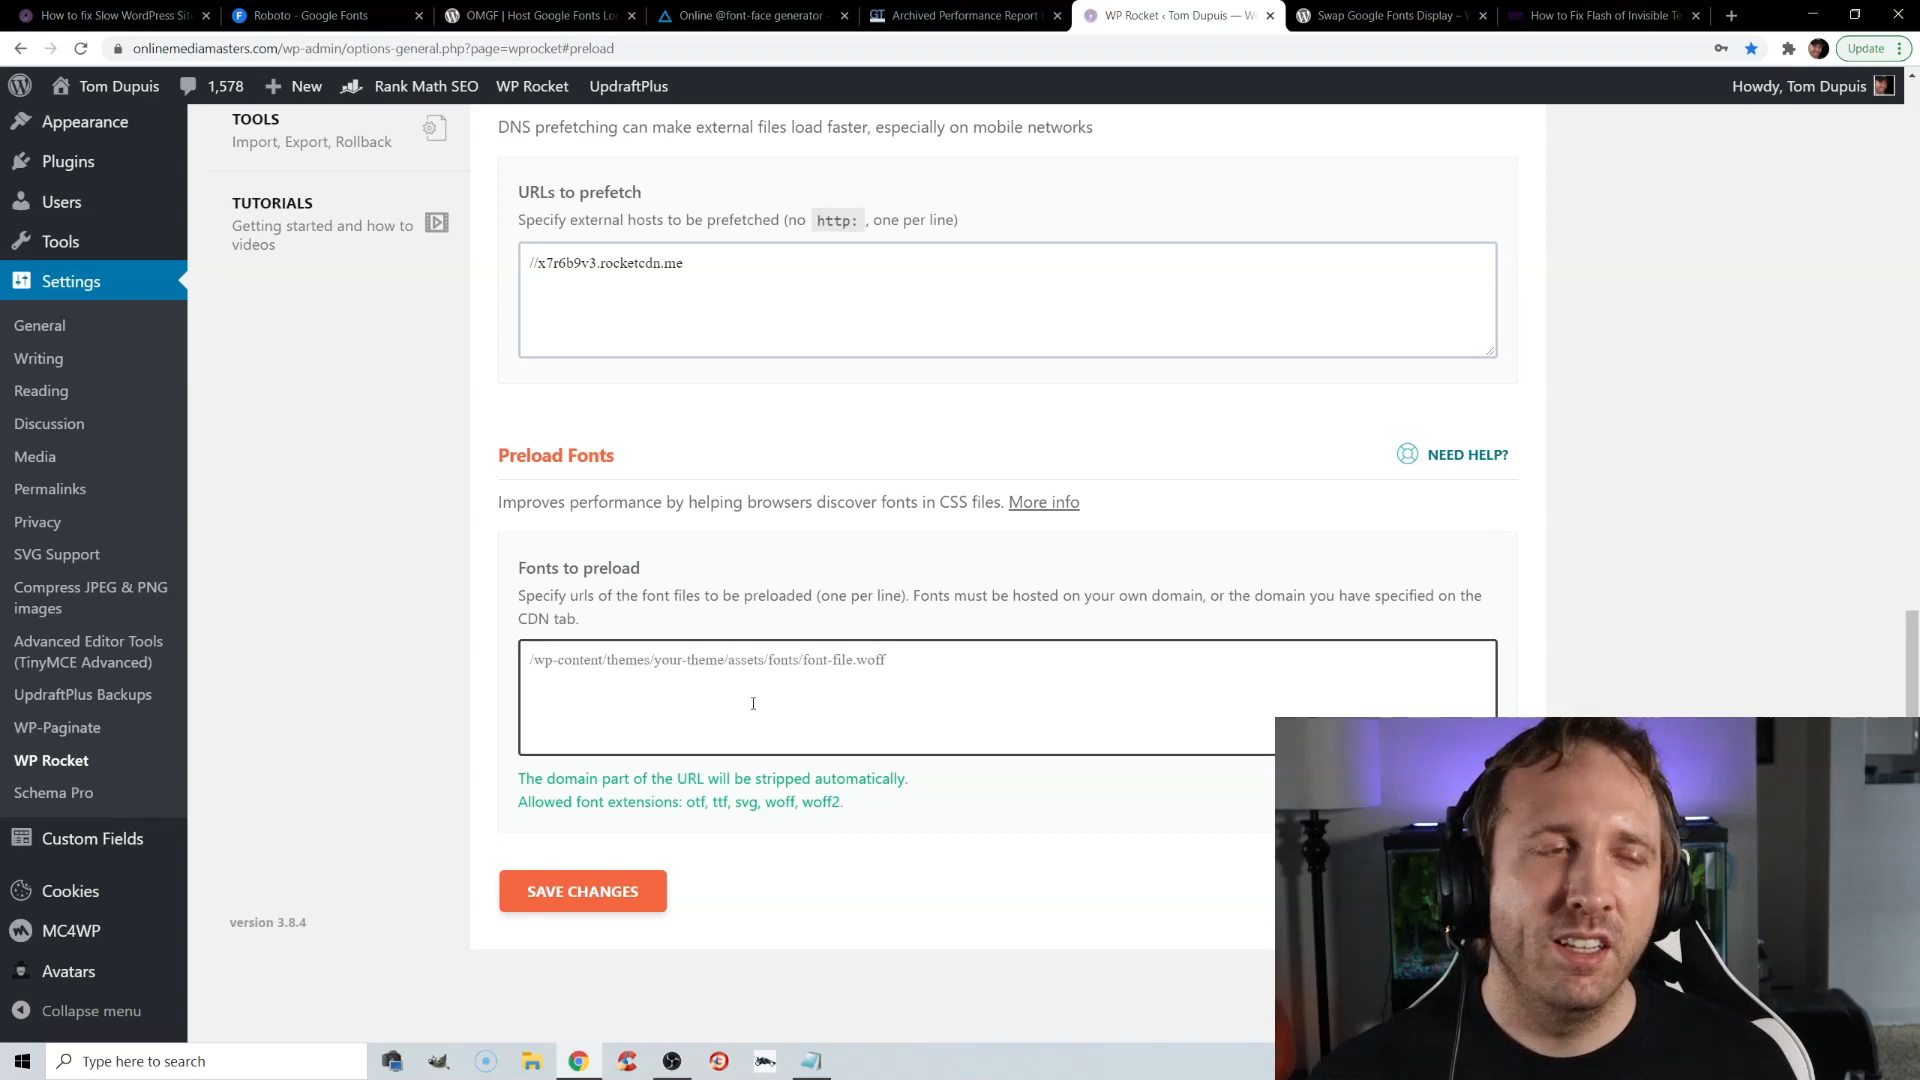 How to fix Slow WordPress Sit
Roboto - Google Fonts
OMGF | Host Google Fonts Lo
Online @font-face generator -
Archived Performance Report
WP Rocket ‹ Tom Dupuis — W
Swap Google Fonts Display – 
How to Fix Flash of Invisible Te
onlinemediamasters.com/wp-admin/options-general.php?page=wprocket#preload
Update
Tom Dupuis
1,578
New
Rank Math SEO
WP Rocket
UpdraftPlus
Howdy, Tom Dupuis
Appearance
Plugins
Users
Tools
Settings
General
Writing
Reading
Discussion
Media
Permalinks
Privacy
SVG Support
Compress JPEG & PNG
images
Advanced Editor Tools
(TinyMCE Advanced)
UpdraftPlus Backups
WP-Paginate
WP Rocket
Schema Pro
Custom Fields
Cookies
MC4WP
Avatars
Collapse menu
TOOLS
Import, Export, Rollback
TUTORIALS
Getting started and how to
videos
version 3.8.4
DNS prefetching can make external files load faster, especially on mobile networks
URLs to prefetch
Specify external hosts to be prefetched (no http: , one per line)
//x7r6b9v3.rocketcdn.me
Preload Fonts
NEED HELP?
Improves performance by helping browsers discover fonts in CSS files. More info
Fonts to preload
Specify urls of the font files to be preloaded (one per line). Fonts must be hosted on your own domain, or the domain you have specified on the
CDN tab.
/wp-content/themes/your-theme/assets/fonts/font-file.woff
The domain part of the URL will be stripped automatically.
Allowed font extensions: otf, ttf, svg, woff, woff2.
SAVE CHANGES
Type here to search